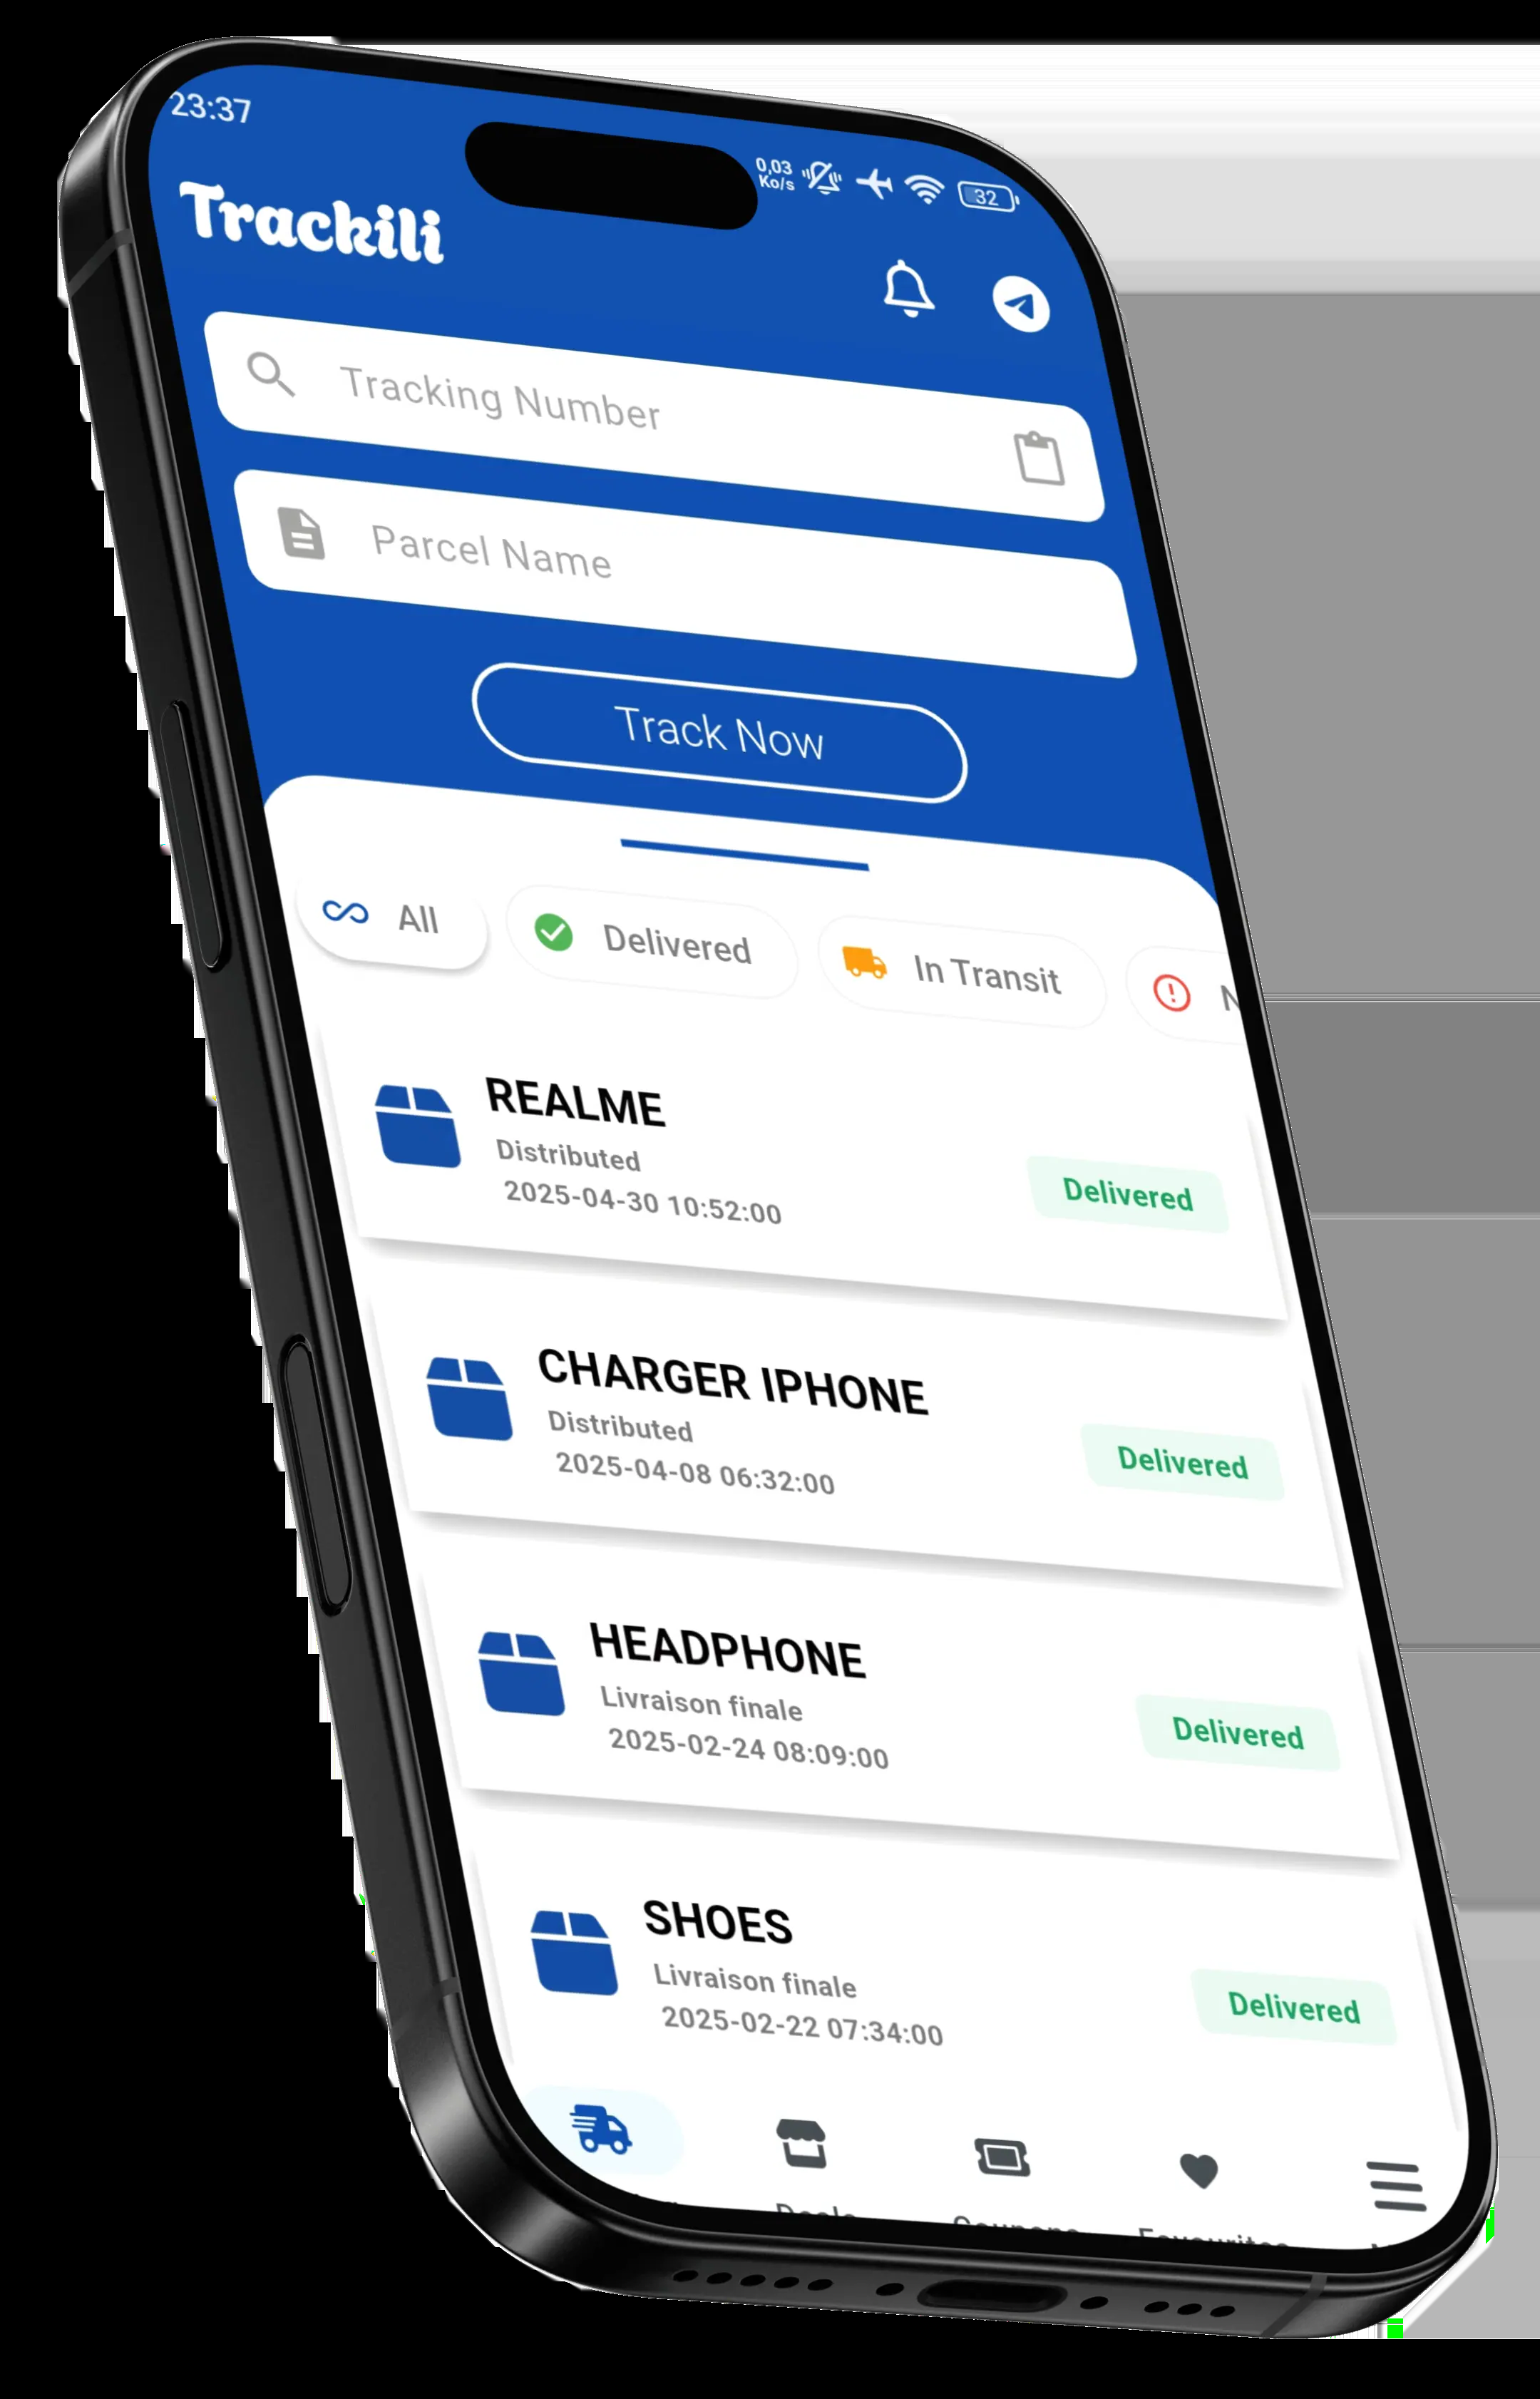 23:37
0,03
Ko/s
32
Trackili
Tracking Number
Parcel Name
Track Now
All
Delivered
In Transit
REALME
Distributed
2025-04-30 10:52:00
Delivered
CHARGER IPHONE
Distributed
2025-04-08 06:32:00
Delivered
HEADPHONE
Livraison finale
2025-02-24 08:09:00
Delivered
SHOES
Livraison finale
2025-02-22 07:34:00
Delivered
Deals
Coupons
Favourites